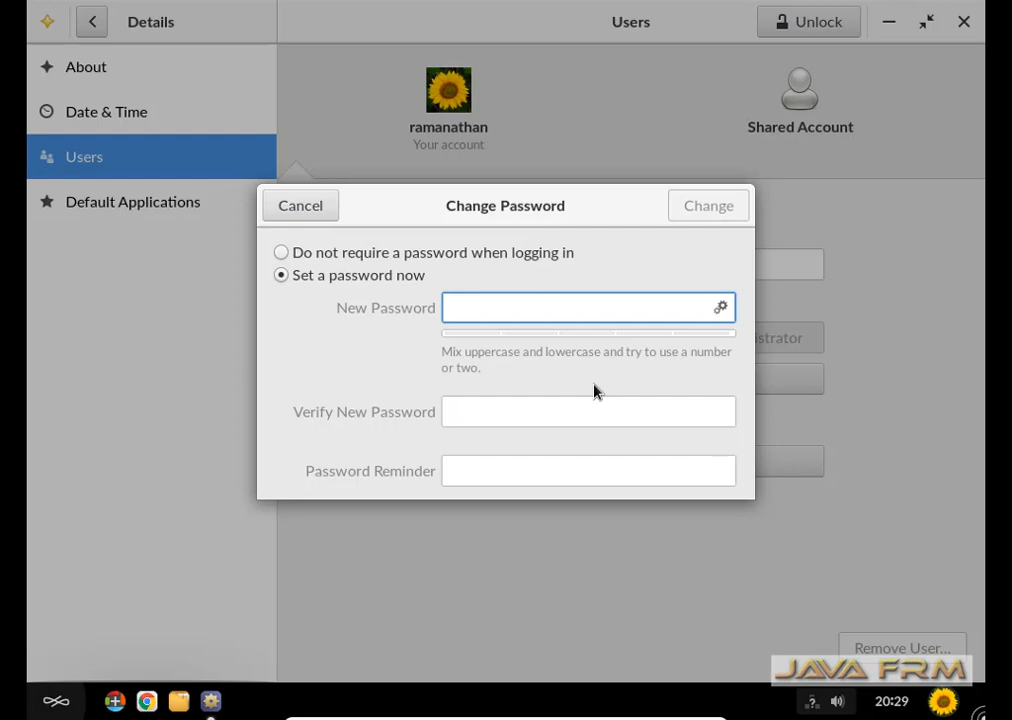 Details
Users
Unlock
About
Date & Time
Users
Default Applications
ramanathan
Your account
Shared Account
Cancel
Change Password
Change
Do not require a password when logging in
Set a password now
New Password
Mix uppercase and lowercase and try to use a number
or two.
Verify New Password
Password Reminder
istrator
Remove User...
JAVA FRM
20:29